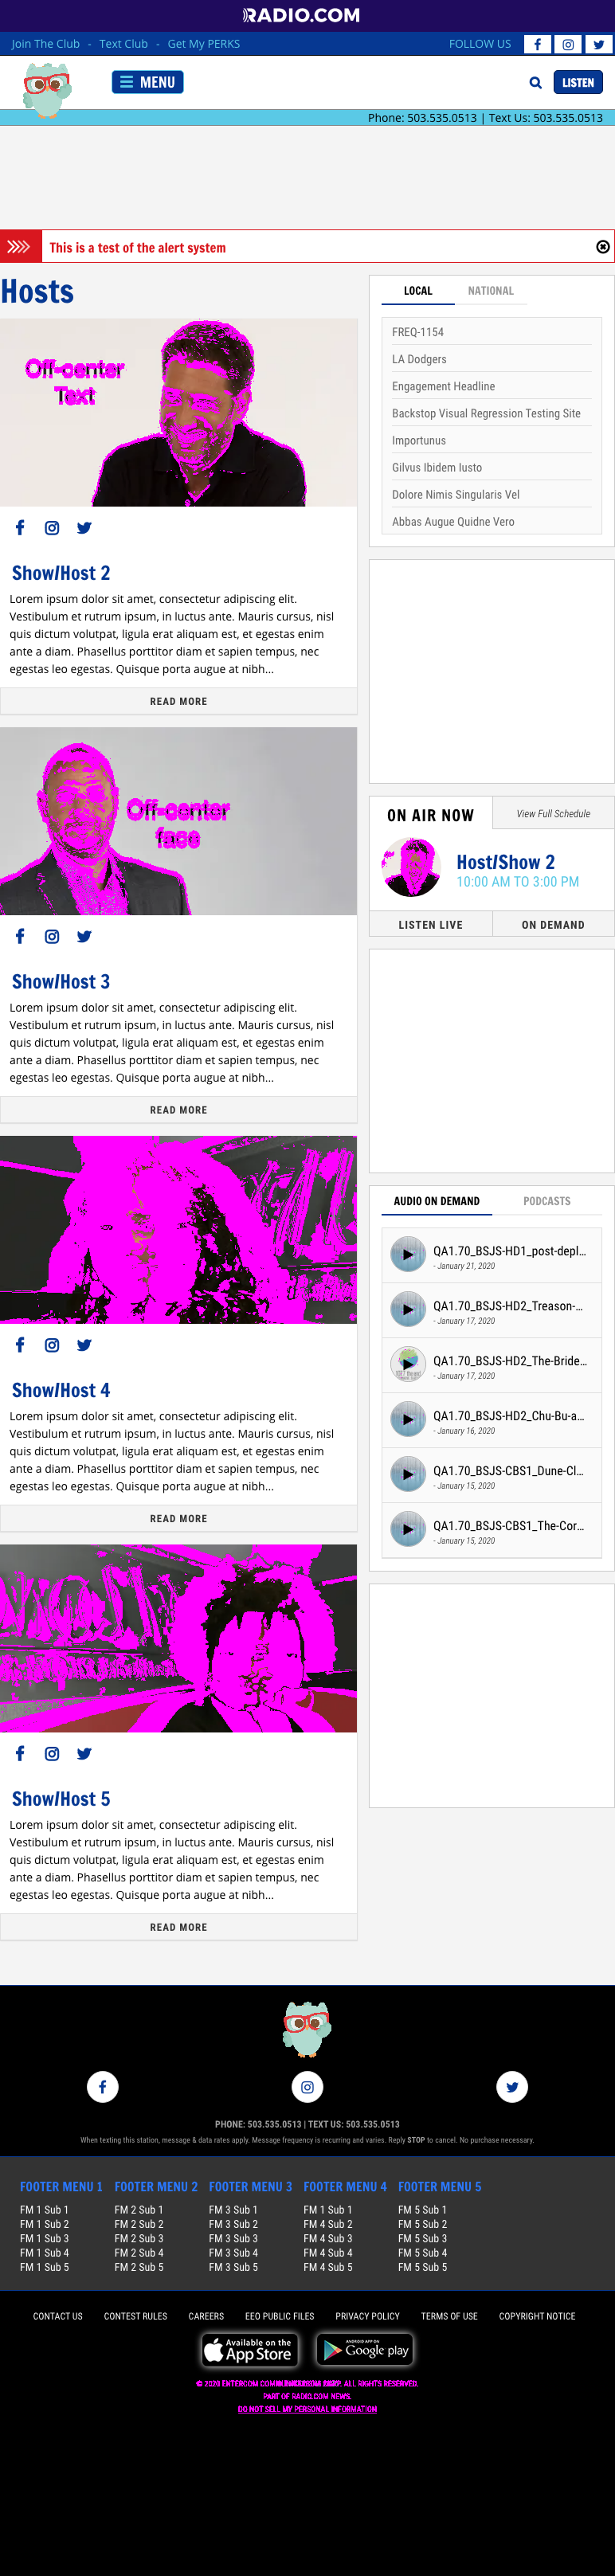 RADIO.COM
Join The Club - Text Club - Get My PERKS
FOLLOW US
MENU
LISTEN
Phone: 503.535.0513 | Text Us: 503.535.0513
This is a test of the alert system
Hosts
Off-center
Text
Show/Host 2
Lorem ipsum dolor sit amet, consectetur adipiscing elit.
Vestibulum et rutrum ipsum, in luctus ante. Mauris cursus, nisl
quis dictum volutpat, ligula erat aliquam est, et egestas enim
ante a diam. Phasellus porttitor diam et sapien tempus, nec
egestas leo egestas. Quisque porta augue at nibh...
READ MORE
Off-center
face
Show/Host 3
Lorem ipsum dolor sit amet, consectetur adipiscing elit.
Vestibulum et rutrum ipsum, in luctus ante. Mauris cursus, nisl
quis dictum volutpat, ligula erat aliquam est, et egestas enim
ante a diam. Phasellus porttitor diam et sapien tempus, nec
egestas leo egestas. Quisque porta augue at nibh...
READ MORE
Show/Host 4
Lorem ipsum dolor sit amet, consectetur adipiscing elit.
Vestibulum et rutrum ipsum, in luctus ante. Mauris cursus, nisl
quis dictum volutpat, ligula erat aliquam est, et egestas enim
ante a diam. Phasellus porttitor diam et sapien tempus, nec
egestas leo egestas. Quisque porta augue at nibh...
READ MORE
Show/Host 5
Lorem ipsum dolor sit amet, consectetur adipiscing elit.
Vestibulum et rutrum ipsum, in luctus ante. Mauris cursus, nisl
quis dictum volutpat, ligula erat aliquam est, et egestas enim
ante a diam. Phasellus porttitor diam et sapien tempus, nec
egestas leo egestas. Quisque porta augue at nibh...
READ MORE
LOCAL
NATIONAL
FREQ-1154
LA Dodgers
Engagement Headline
Backstop Visual Regression Testing Site
Importunus
Gilvus Ibidem Iusto
Dolore Nimis Singularis Vel
Abbas Augue Quidne Vero
ON AIR NOW
View Full Schedule
Host/Show 2
10:00 AM TO 3:00 PM
LISTEN LIVE
ON DEMAND
AUDIO ON DEMAND
PODCASTS
QA1.70_BSJS-HD1_post-depl...
- January 21, 2020
QA1.70_BSJS-HD2_Treason-...
- January 17, 2020
QA1.70_BSJS-HD2_The-Bride...
- January 17, 2020
QA1.70_BSJS-HD2_Chu-Bu-a...
- January 16, 2020
QA1.70_BSJS-CBS1_Dune-Cl...
- January 15, 2020
QA1.70_BSJS-CBS1_The-Cor...
- January 15, 2020
PHONE: 503.535.0513 | TEXT US: 503.535.0513
When texting this station, message & data rates apply. Message frequency is recurring and varies. Reply STOP to cancel. No purchase necessary.
FOOTER MENU 1
FM 1 Sub 1
FM 1 Sub 2
FM 1 Sub 3
FM 1 Sub 4
FM 1 Sub 5
FOOTER MENU 2
FM 2 Sub 1
FM 2 Sub 2
FM 2 Sub 3
FM 2 Sub 4
FM 2 Sub 5
FOOTER MENU 3
FM 3 Sub 1
FM 3 Sub 2
FM 3 Sub 3
FM 3 Sub 4
FM 3 Sub 5
FOOTER MENU 4
FM 1 Sub 1
FM 4 Sub 2
FM 4 Sub 3
FM 4 Sub 4
FM 4 Sub 5
FOOTER MENU 5
FM 5 Sub 1
FM 5 Sub 2
FM 5 Sub 3
FM 5 Sub 4
FM 5 Sub 5
CONTACT US
CONTEST RULES
CAREERS
EEO PUBLIC FILES
PRIVACY POLICY
TERMS OF USE
COPYRIGHT NOTICE
Available on the
App Store
ANDROID APP ON
Google play
ALL RIGHTS RESERVED.
PART OF RADIO.COM NEWS.
DO NOT SELL MY PERSONAL INFORMATION